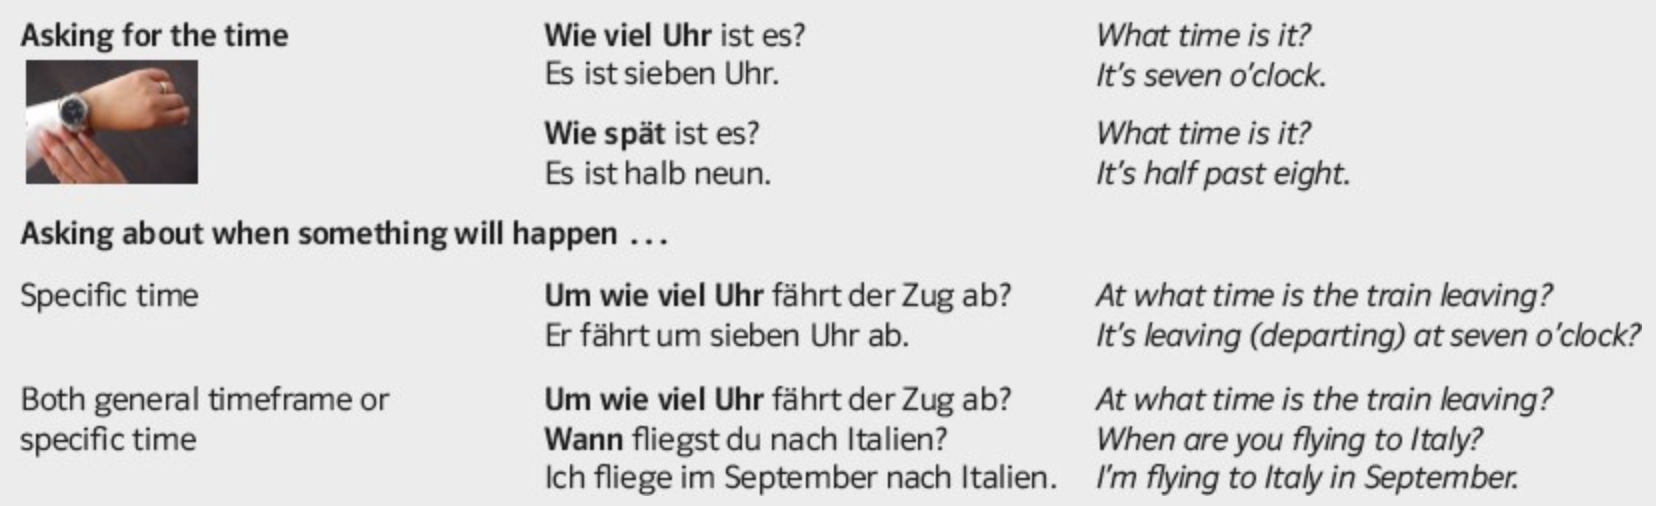 Asking for the time
Wie viel Uhr ist es?
What time is it?
Es ist sieben Uhr.
It's seven o'clock.
Wie spät ist es?
What time is it?
Es ist halb neun.
It's half past eight.
Asking about when something will happen ...
Specific time
Um wie viel Uhr fährt der Zug ab?
At what time is the train leaving?
Er fährt um sieben Uhr ab.
It's leaving (departing) at seven o'clock?
Both general timeframe or
Um wie viel Uhr fährt der Zug ab?
At what time is the train leaving?
specific time
Wann fliegst du nach Italien?
When are you flying to Italy?
Ich fliege im September nach Italien.
I'm flying to Italy in September.